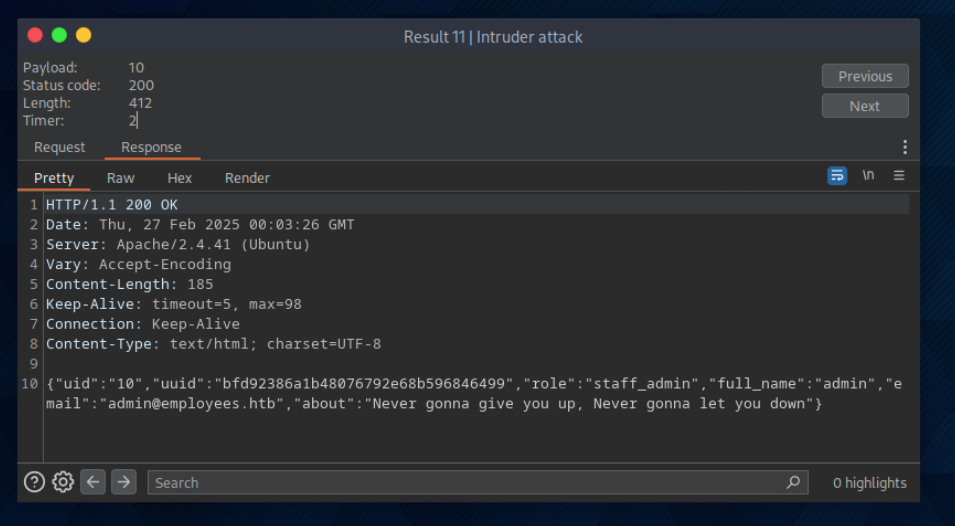 Result 11 | Intruder attack
Payload: 10
Status code: 200
Length: 412
Timer: 2
Previous
Next
Request Response
Pretty Raw Hex Render \n
1 HTTP/1.1 200 OK
2 Date: Thu, 27 Feb 2025 00:03:26 GMT
3 Server: Apache/2.4.41 (Ubuntu)
4 Vary: Accept-Encoding
5 Content-Length: 185
6 Keep-Alive: timeout=5, max=98
7 Connection: Keep-Alive
8 Content-Type: text/html; charset=UTF-8
9
10 {"uid":"10","uuid":"bfd92386a1b48076792e68b596846499","role":"staff_admin","full_name":"admin","e
mail":"admin@employees.htb","about":"Never gonna give you up, Never gonna let you down"}
Search 0 highlights